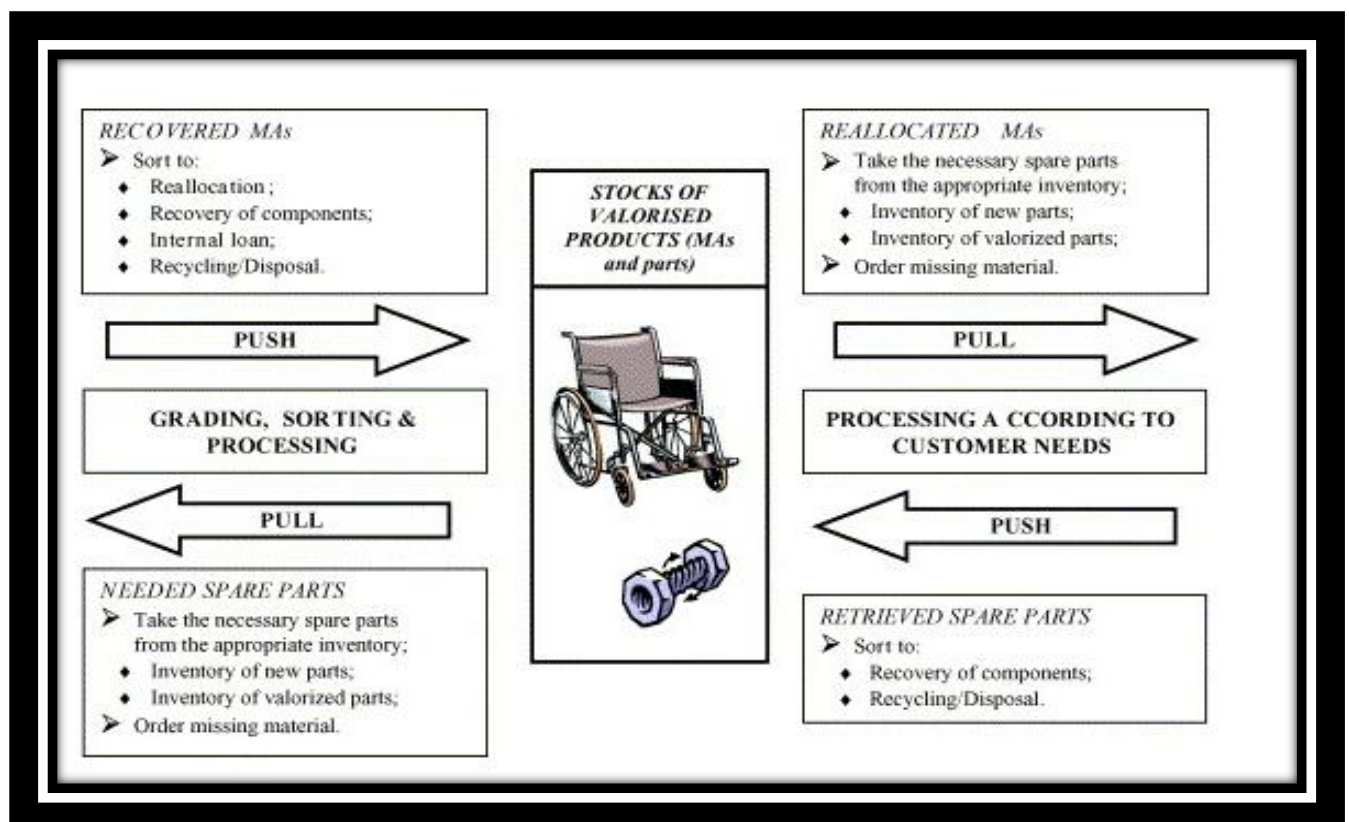 RECOVERED MAs
➢ Sort to:
♦ Reallocation ;
♦ Recovery of components;
♦ Internal loan;
♦ Recycling/Disposal.
PUSH
GRADING, SORTING &
PROCESSING
PULL
NEEDED SPARE PARTS
➢ Take the necessary spare parts
from the appropriate inventory;
♦ Inventory of new parts;
♦ Inventory of valorized parts;
➢ Order missing material.
STOCKS OF
VALORISED
PRODUCTS (MAs
and parts)
REALLOCATED MAs
➢ Take the necessary spare parts
from the appropriate inventory;
♦ Inventory of new parts;
♦ Inventory of valorized parts;
➢ Order missing material.
PULL
PROCESSING A CCORDING TO
CUSTOMER NEEDS
PUSH
RETRIEVED SPARE PARTS
➢ Sort to:
♦ Recovery of components;
♦ Recycling/Disposal.